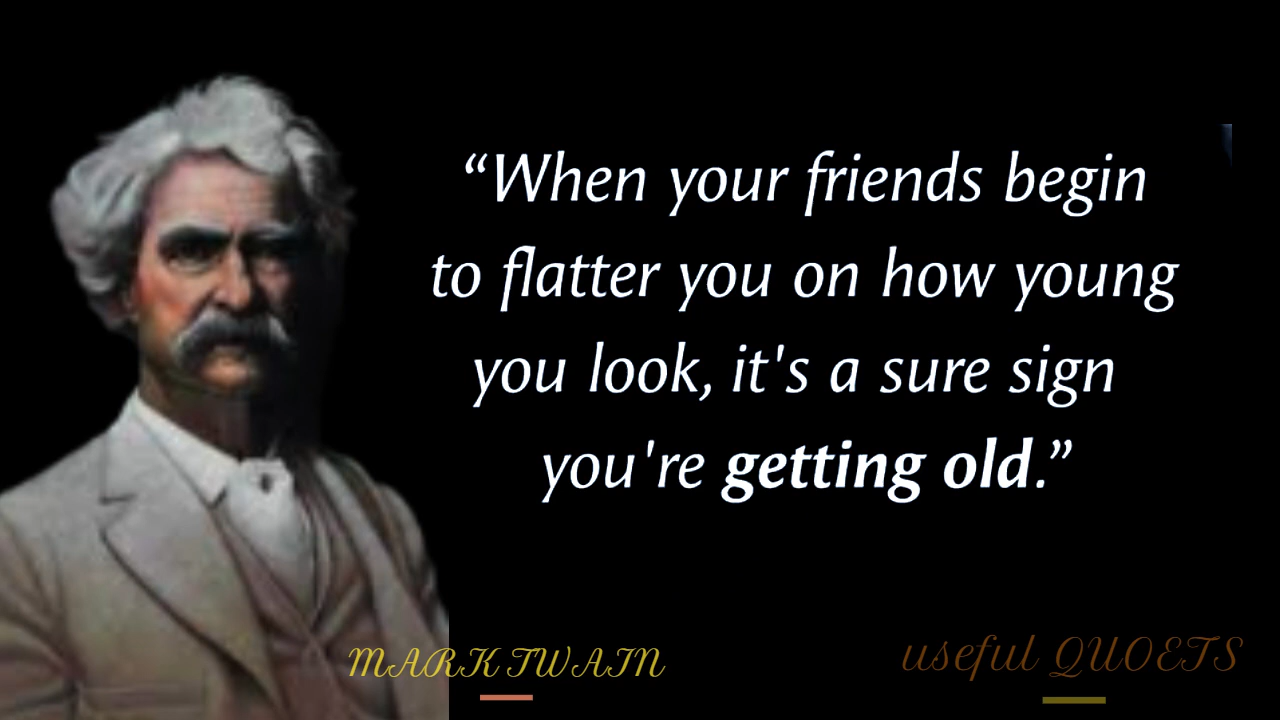 “When your friends begin
to flatter you on how young
you look, it's a sure sign
you're getting old.”
MARK TWAIN
useful QUOETS